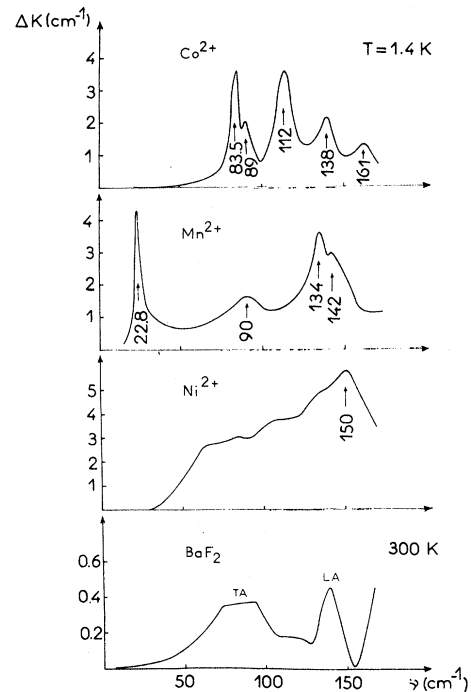 ΔK(cm⁻¹)
Co²⁺
T=1.4 K
4
3
2
1
83.5
89
112
138
161
Mn²⁺
4
3
2
1
22.8
90
134
142
Ni²⁺
5
4
3
2
1
150
BaF₂
300 K
0.6
0.4
0.2
TA
LA
50
100
150
ν̃(cm⁻¹)